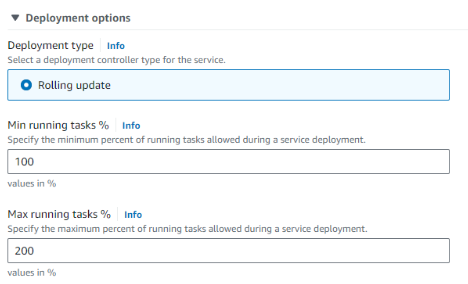 Deployment options
Deployment type Info
Select a deployment controller type for the service.
Rolling update
Min running tasks % Info
Specify the minimum percent of running tasks allowed during a service deployment.
100
values in %
Max running tasks % Info
Specify the maximum percent of running tasks allowed during a service deployment.
200
values in %